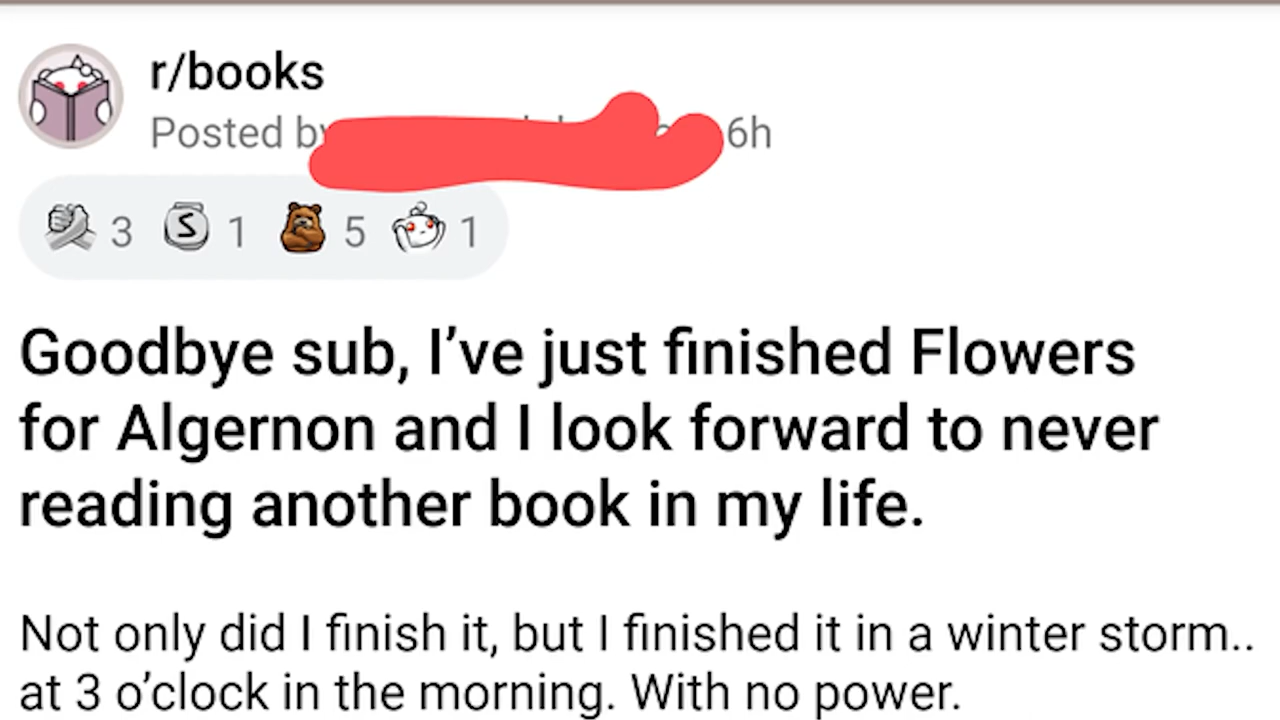 r/books
Posted by 6h
3 S 1 5 1
Goodbye sub, I’ve just finished Flowers
for Algernon and I look forward to never
reading another book in my life.
Not only did I finish it, but I finished it in a winter storm..
at 3 o’clock in the morning. With no power.